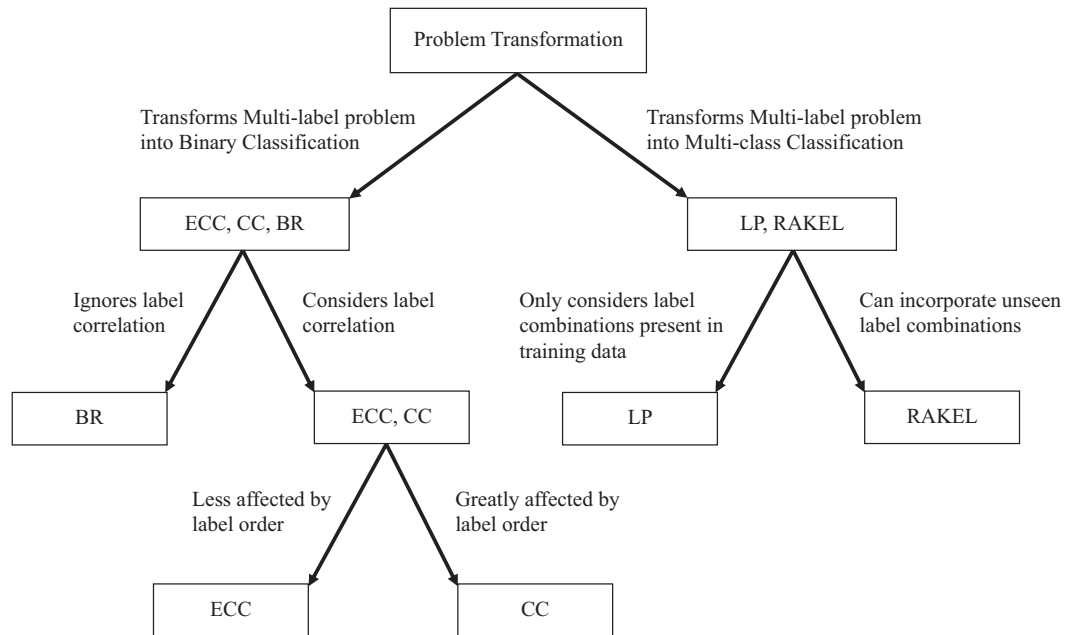 Problem Transformation
Transforms Multi-label problem
into Binary Classification
Transforms Multi-label problem
into Multi-class Classification
ECC, CC, BR
LP, RAKEL
Ignores label
correlation
Considers label
correlation
Only considers label
combinations present in
training data
Can incorporate unseen
label combinations
BR
ECC, CC
LP
RAKEL
Less affected by
label order
Greatly affected by
label order
ECC
CC